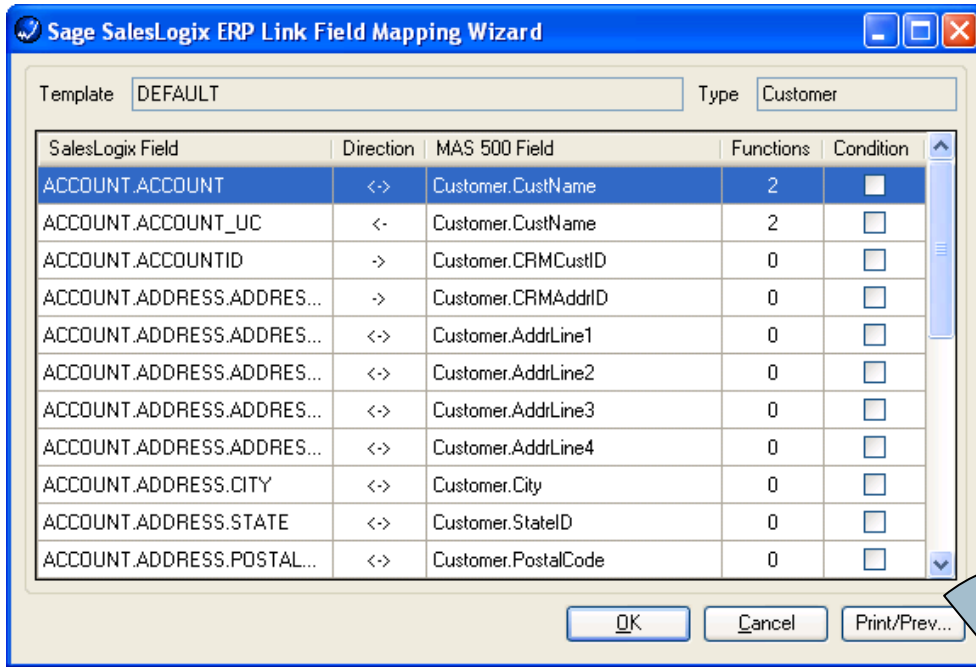 Sage SalesLogix ERP Link Field Mapping Wizard
Template DEFAULT Type Customer
SalesLogix Field Direction MAS 500 Field Functions Condition
ACCOUNT.ACCOUNT <-> Customer.CustName 2
ACCOUNT.ACCOUNT_UC <- Customer.CustName 2
ACCOUNT.ACCOUNTID -> Customer.CRMCustID 0
ACCOUNT.ADDRESS.ADDRES... -> Customer.CRMAddrID 0
ACCOUNT.ADDRESS.ADDRES... <-> Customer.AddrLine1 0
ACCOUNT.ADDRESS.ADDRES... <-> Customer.AddrLine2 0
ACCOUNT.ADDRESS.ADDRES... <-> Customer.AddrLine3 0
ACCOUNT.ADDRESS.ADDRES... <-> Customer.AddrLine4 0
ACCOUNT.ADDRESS.CITY <-> Customer.City 0
ACCOUNT.ADDRESS.STATE <-> Customer.StateID 0
ACCOUNT.ADDRESS.POSTAL... <-> Customer.PostalCode 0
OK Cancel Print/Prev...